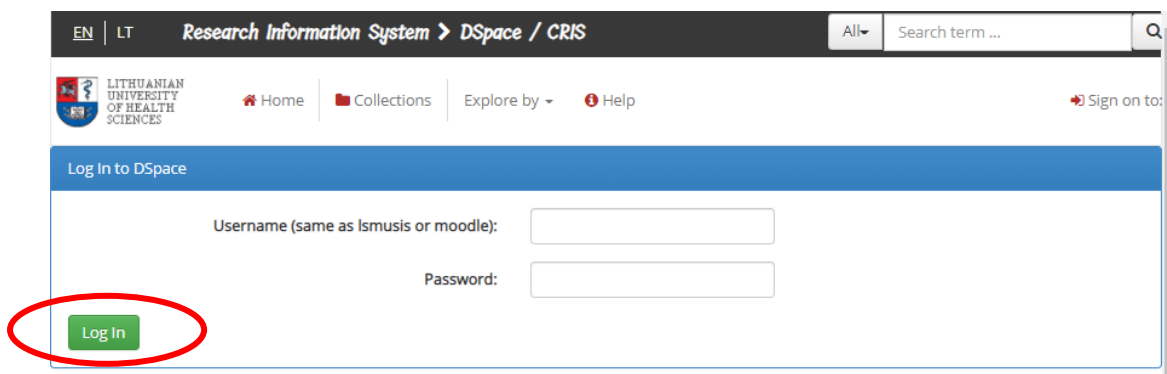 EN | LT Research Information System > DSpace / CRIS All Search term ...
LITHUANIAN
UNIVERSITY
OF HEALTH
SCIENCES
Home Collections Explore by Help Sign on to:
Log In to DSpace
Username (same as lsmusis or moodle):
Password:
Log In